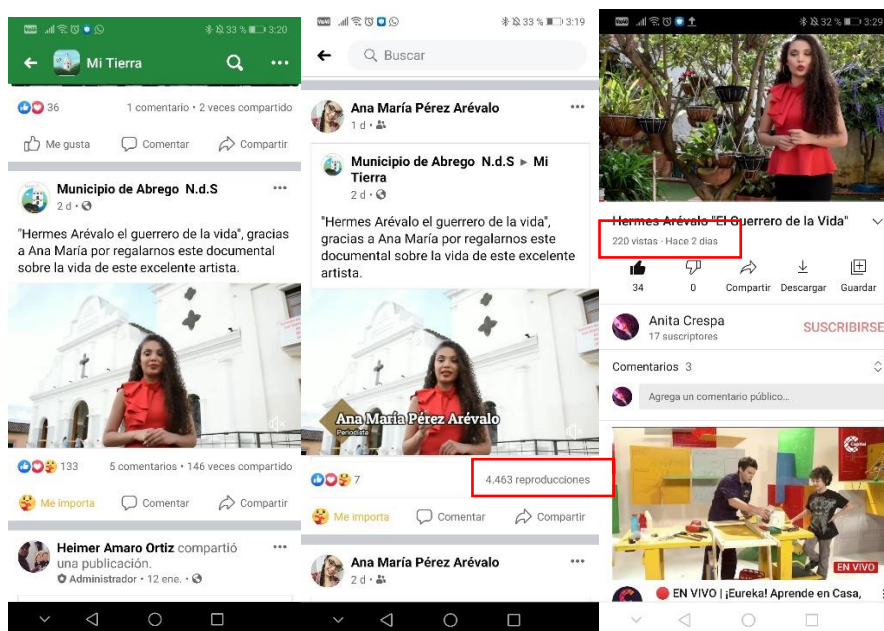 33 % 3:20
Mi Tierra
36
1 comentario • 2 veces compartido
Me gusta
Comentar
Compartir
Municipio de Abrego N.d.S
2 d •
"Hermes Arévalo el guerrero de la vida", gracias
a Ana María por regalarnos este documental
sobre la vida de este excelente
artista.
133
5 comentarios • 146 veces compartido
Me importa
Comentar
Compartir
Heimer Amaro Ortiz compartió
una publicación.
Administrador • 12 ene. •
33 % 3:19
Buscar
Ana María Pérez Arévalo
1 d •
Municipio de Abrego N.d.S ▶ Mi
Tierra
2 d •
"Hermes Arévalo el guerrero de la vida",
gracias a Ana María por regalarnos este
documental sobre la vida de este excelente
artista.
Ana María Pérez Arévalo
Periodista
7
4.463 reproducciones
Me importa
Comentar
Compartir
Ana María Pérez Arévalo
2 d •
32 % 3:29
Hermes Arévalo "El Guerrero de la Vida"
220 vistas · Hace 2 días
34
0
Compartir
Descargar
Guardar
Anita Crespa
17 suscriptores
SUSCRIBIRSE
Comentarios 3
Agrega un comentario público...
Capital
EN VIVO
EN VIVO | ¡Eureka! Aprende en Casa,